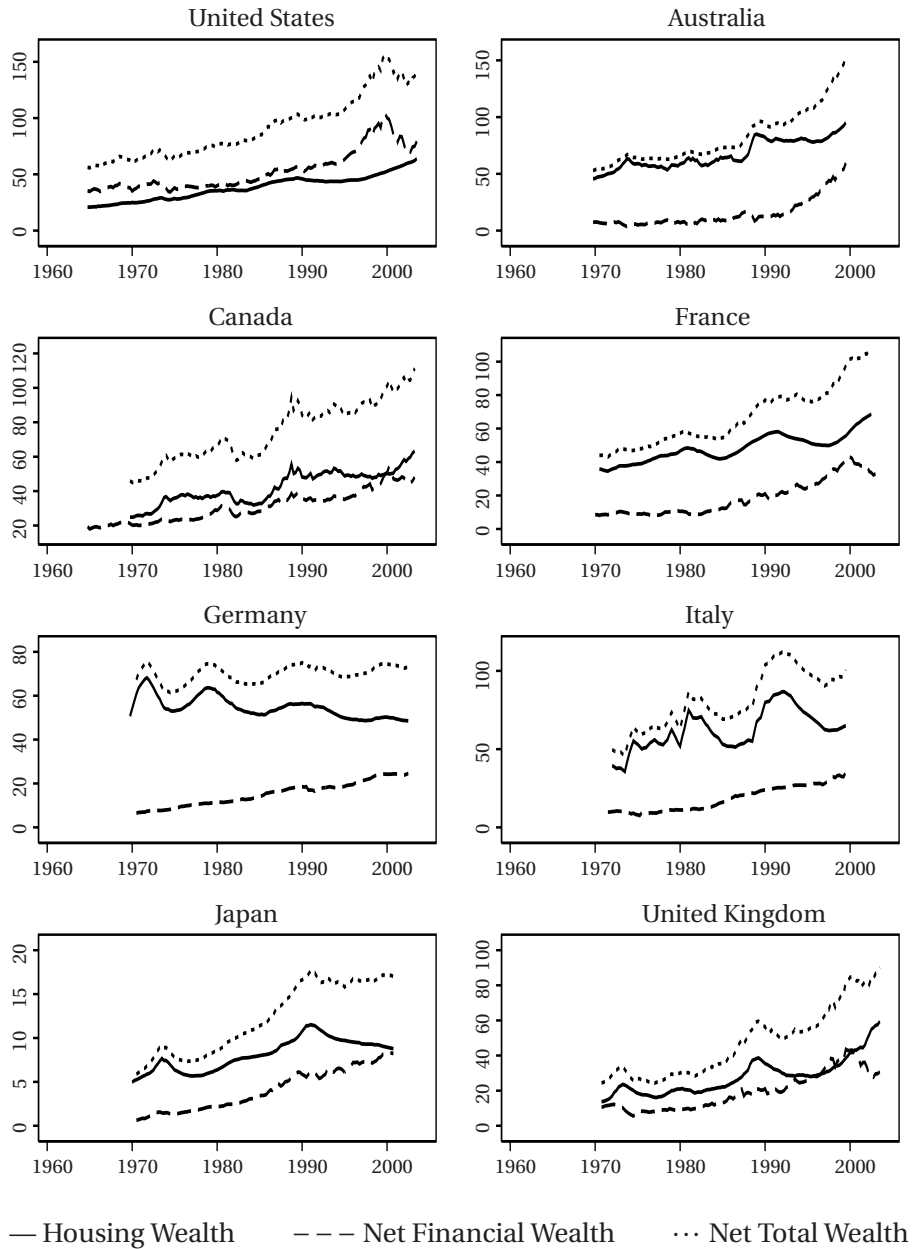 United States
Australia
0 50 100 150
1960 1970 1980 1990 2000
0 50 100 150
1960 1970 1980 1990 2000
Canada
France
20 40 60 80 100 120
1960 1970 1980 1990 2000
0 20 40 60 80 100
1960 1970 1980 1990 2000
Germany
Italy
0 20 40 60 80
1960 1970 1980 1990 2000
0 50 100
1960 1970 1980 1990 2000
Japan
United Kingdom
0 5 10 15 20
1960 1970 1980 1990 2000
0 20 40 60 80 100
1960 1970 1980 1990 2000
Housing Wealth Net Financial Wealth Net Total Wealth